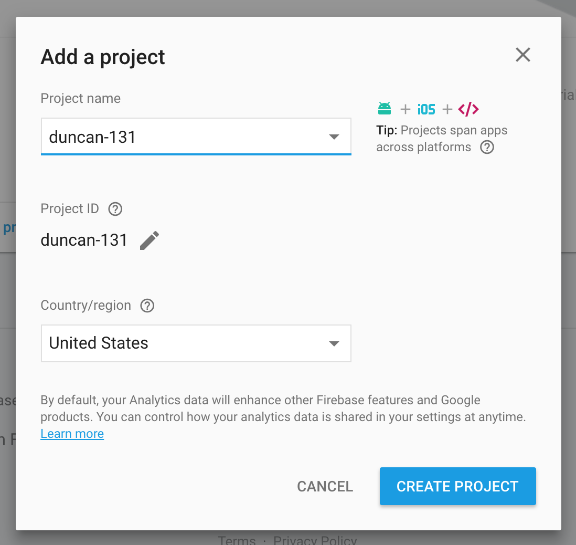 Add a project
Project name
duncan-131
+ iOS + </>
Tip: Projects span apps
across platforms ?
Project ID ?
duncan-131
Country/region ?
United States
By default, your Analytics data will enhance other Firebase features and Google
products. You can control how your analytics data is shared in your settings at anytime.
Learn more
CANCEL
CREATE PROJECT
Terms · Privacy Policy